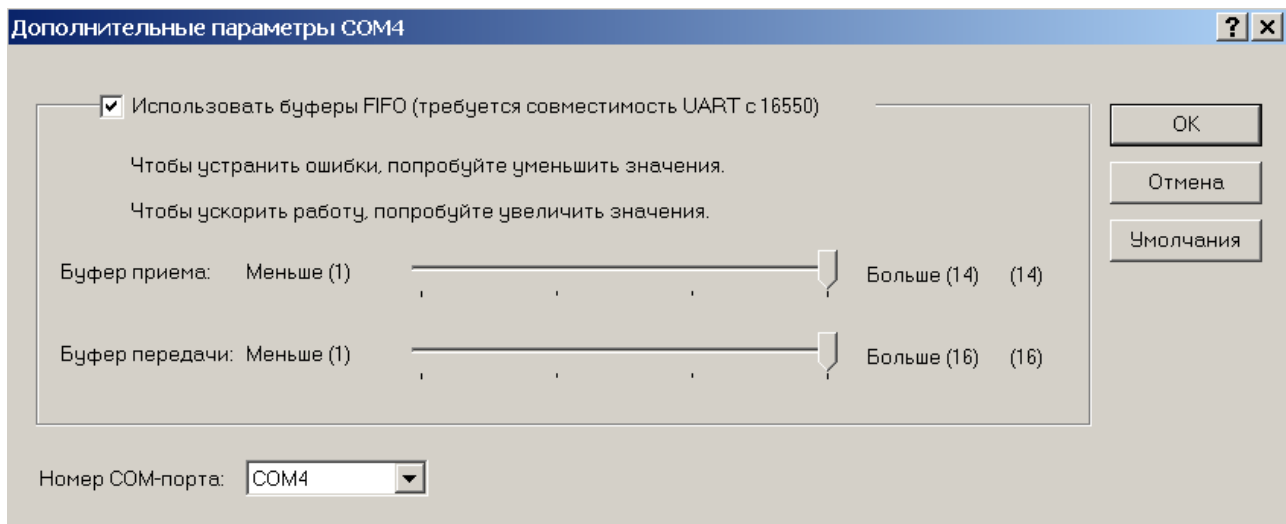 Дополнительные параметры COM4
Использовать буферы FIFO (требуется совместимость UART с 16550)
OK
Чтобы устранить ошибки, попробуйте уменьшить значения.
Отмена
Чтобы ускорить работу, попробуйте увеличить значения.
Умолчания
Буфер приема: Меньше (1) Больше (14) (14)
Буфер передачи: Меньше (1) Больше (16) (16)
Номер COM-порта: COM4